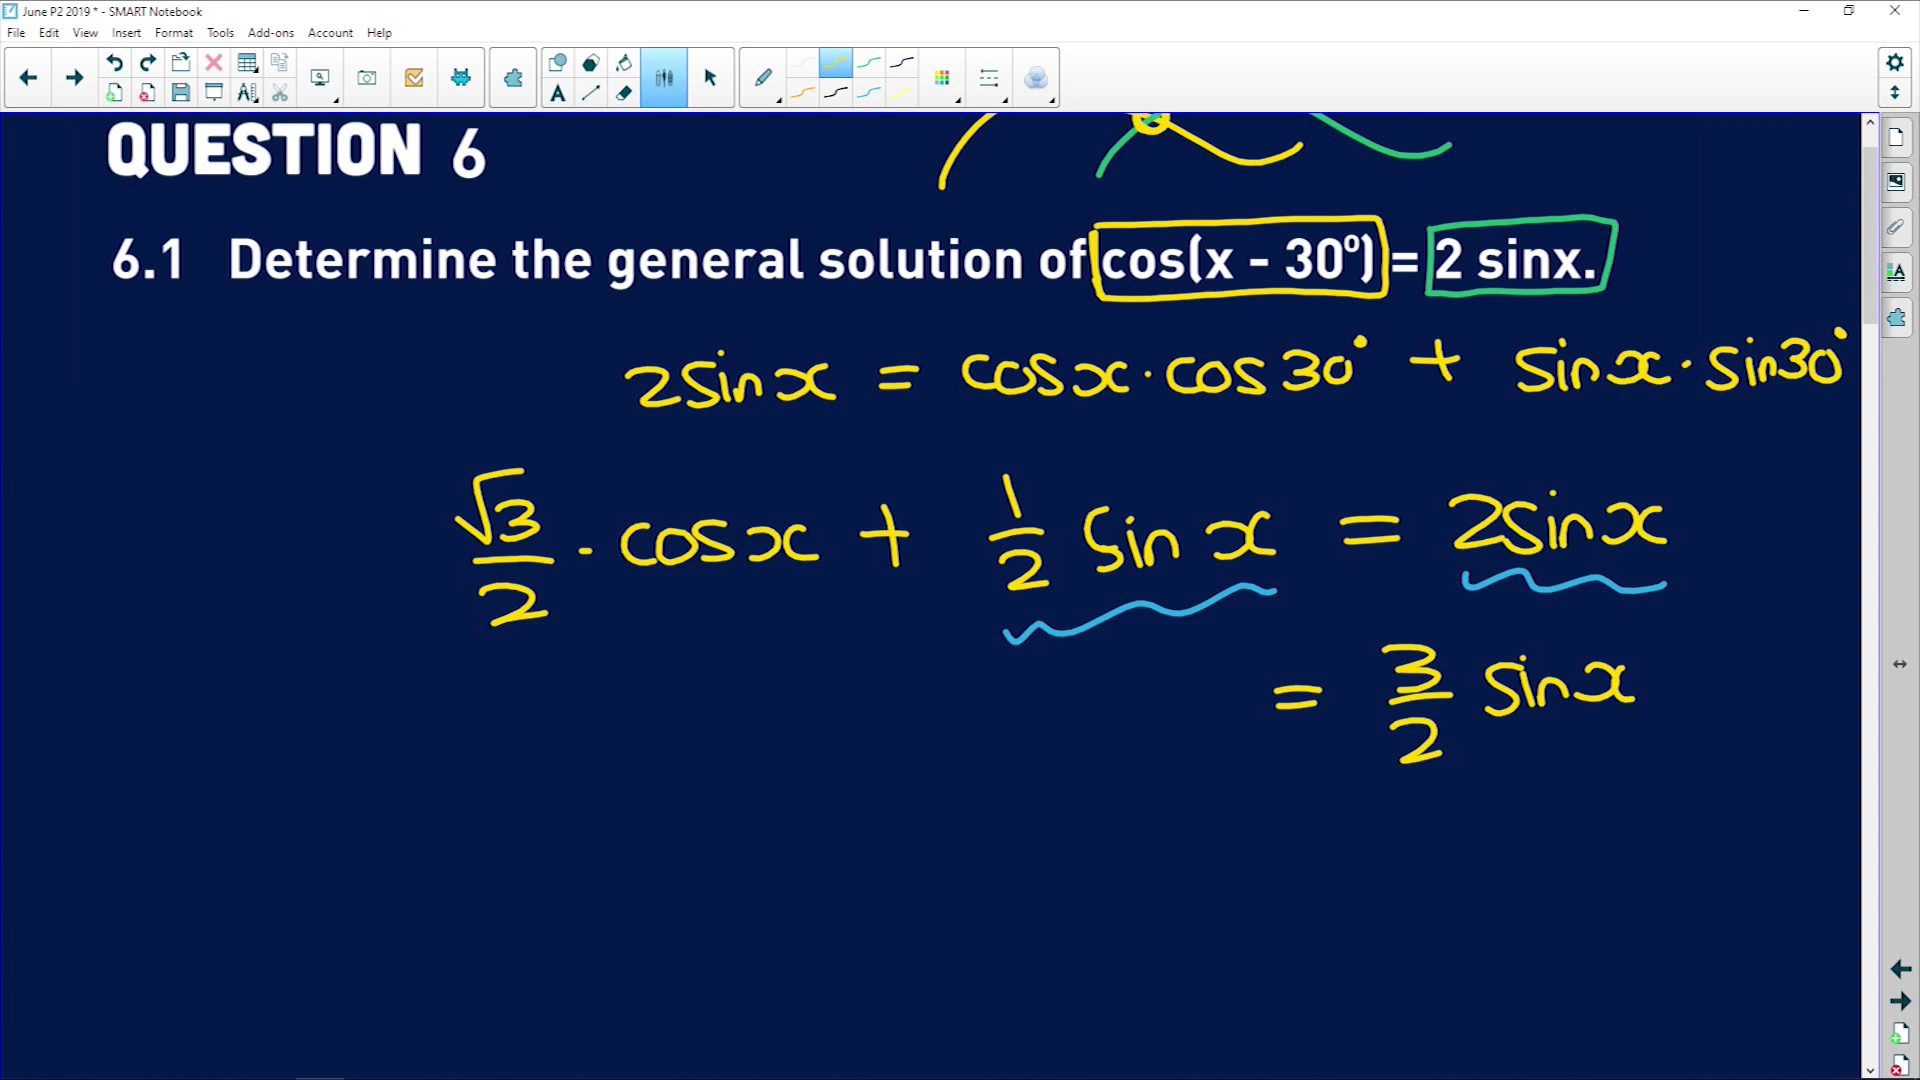 June P2 2019 * - SMART Notebook
File Edit View Insert Format Tools Add-ons Account Help
QUESTION 6
6.1 Determine the general solution of cos(x - 30º) = 2 sinx.
2sinx = cosx · cos30° + sinx · sin30°
√3/2 · cosx + 1/2 sinx = 2sinx
= 3/2 sinx